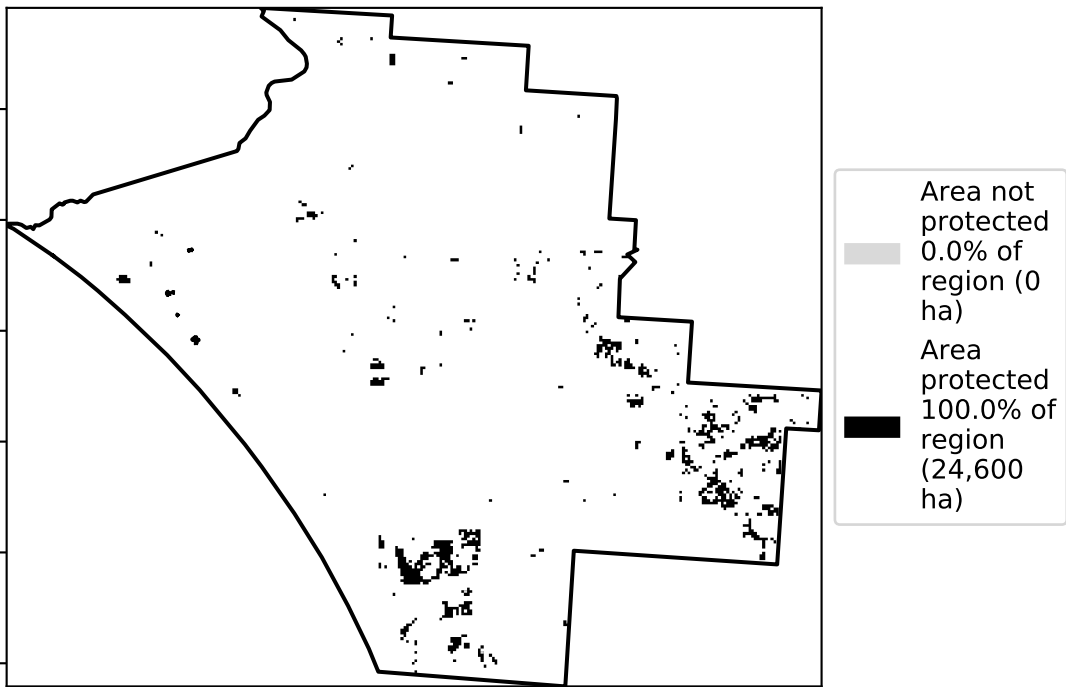 Area not
protected
0.0% of
region (0
ha)
Area
protected
100.0% of
region
(24,600
ha)